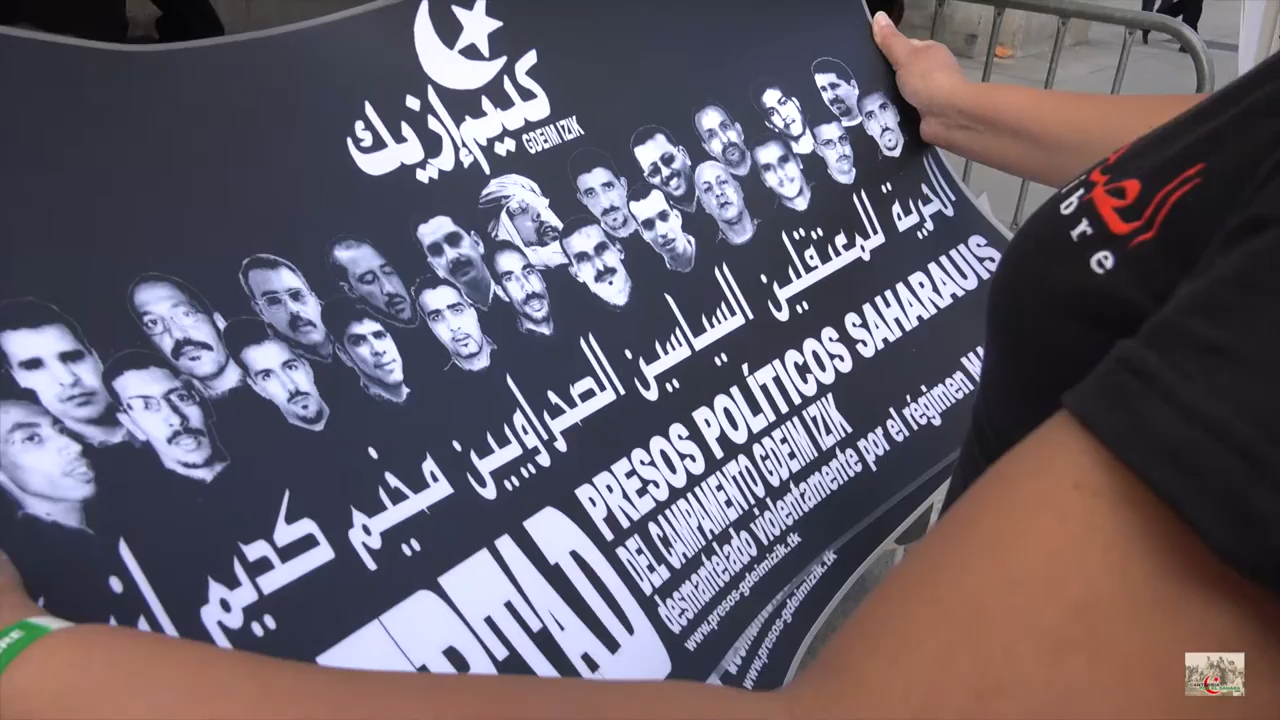 كديم إزيك
GDEIM IZIK
الحرية للمعتقلين السياسين الصحراويين مخيم كديم
PRESOS POLÍTICOS SAHARAUIS
DEL CAMPAMENTO GDEIM IZIK
desmantelado violentamente por el régimen
www.presos-gdeimizik.tk
www.presos-gdeimizik.tk
ibre